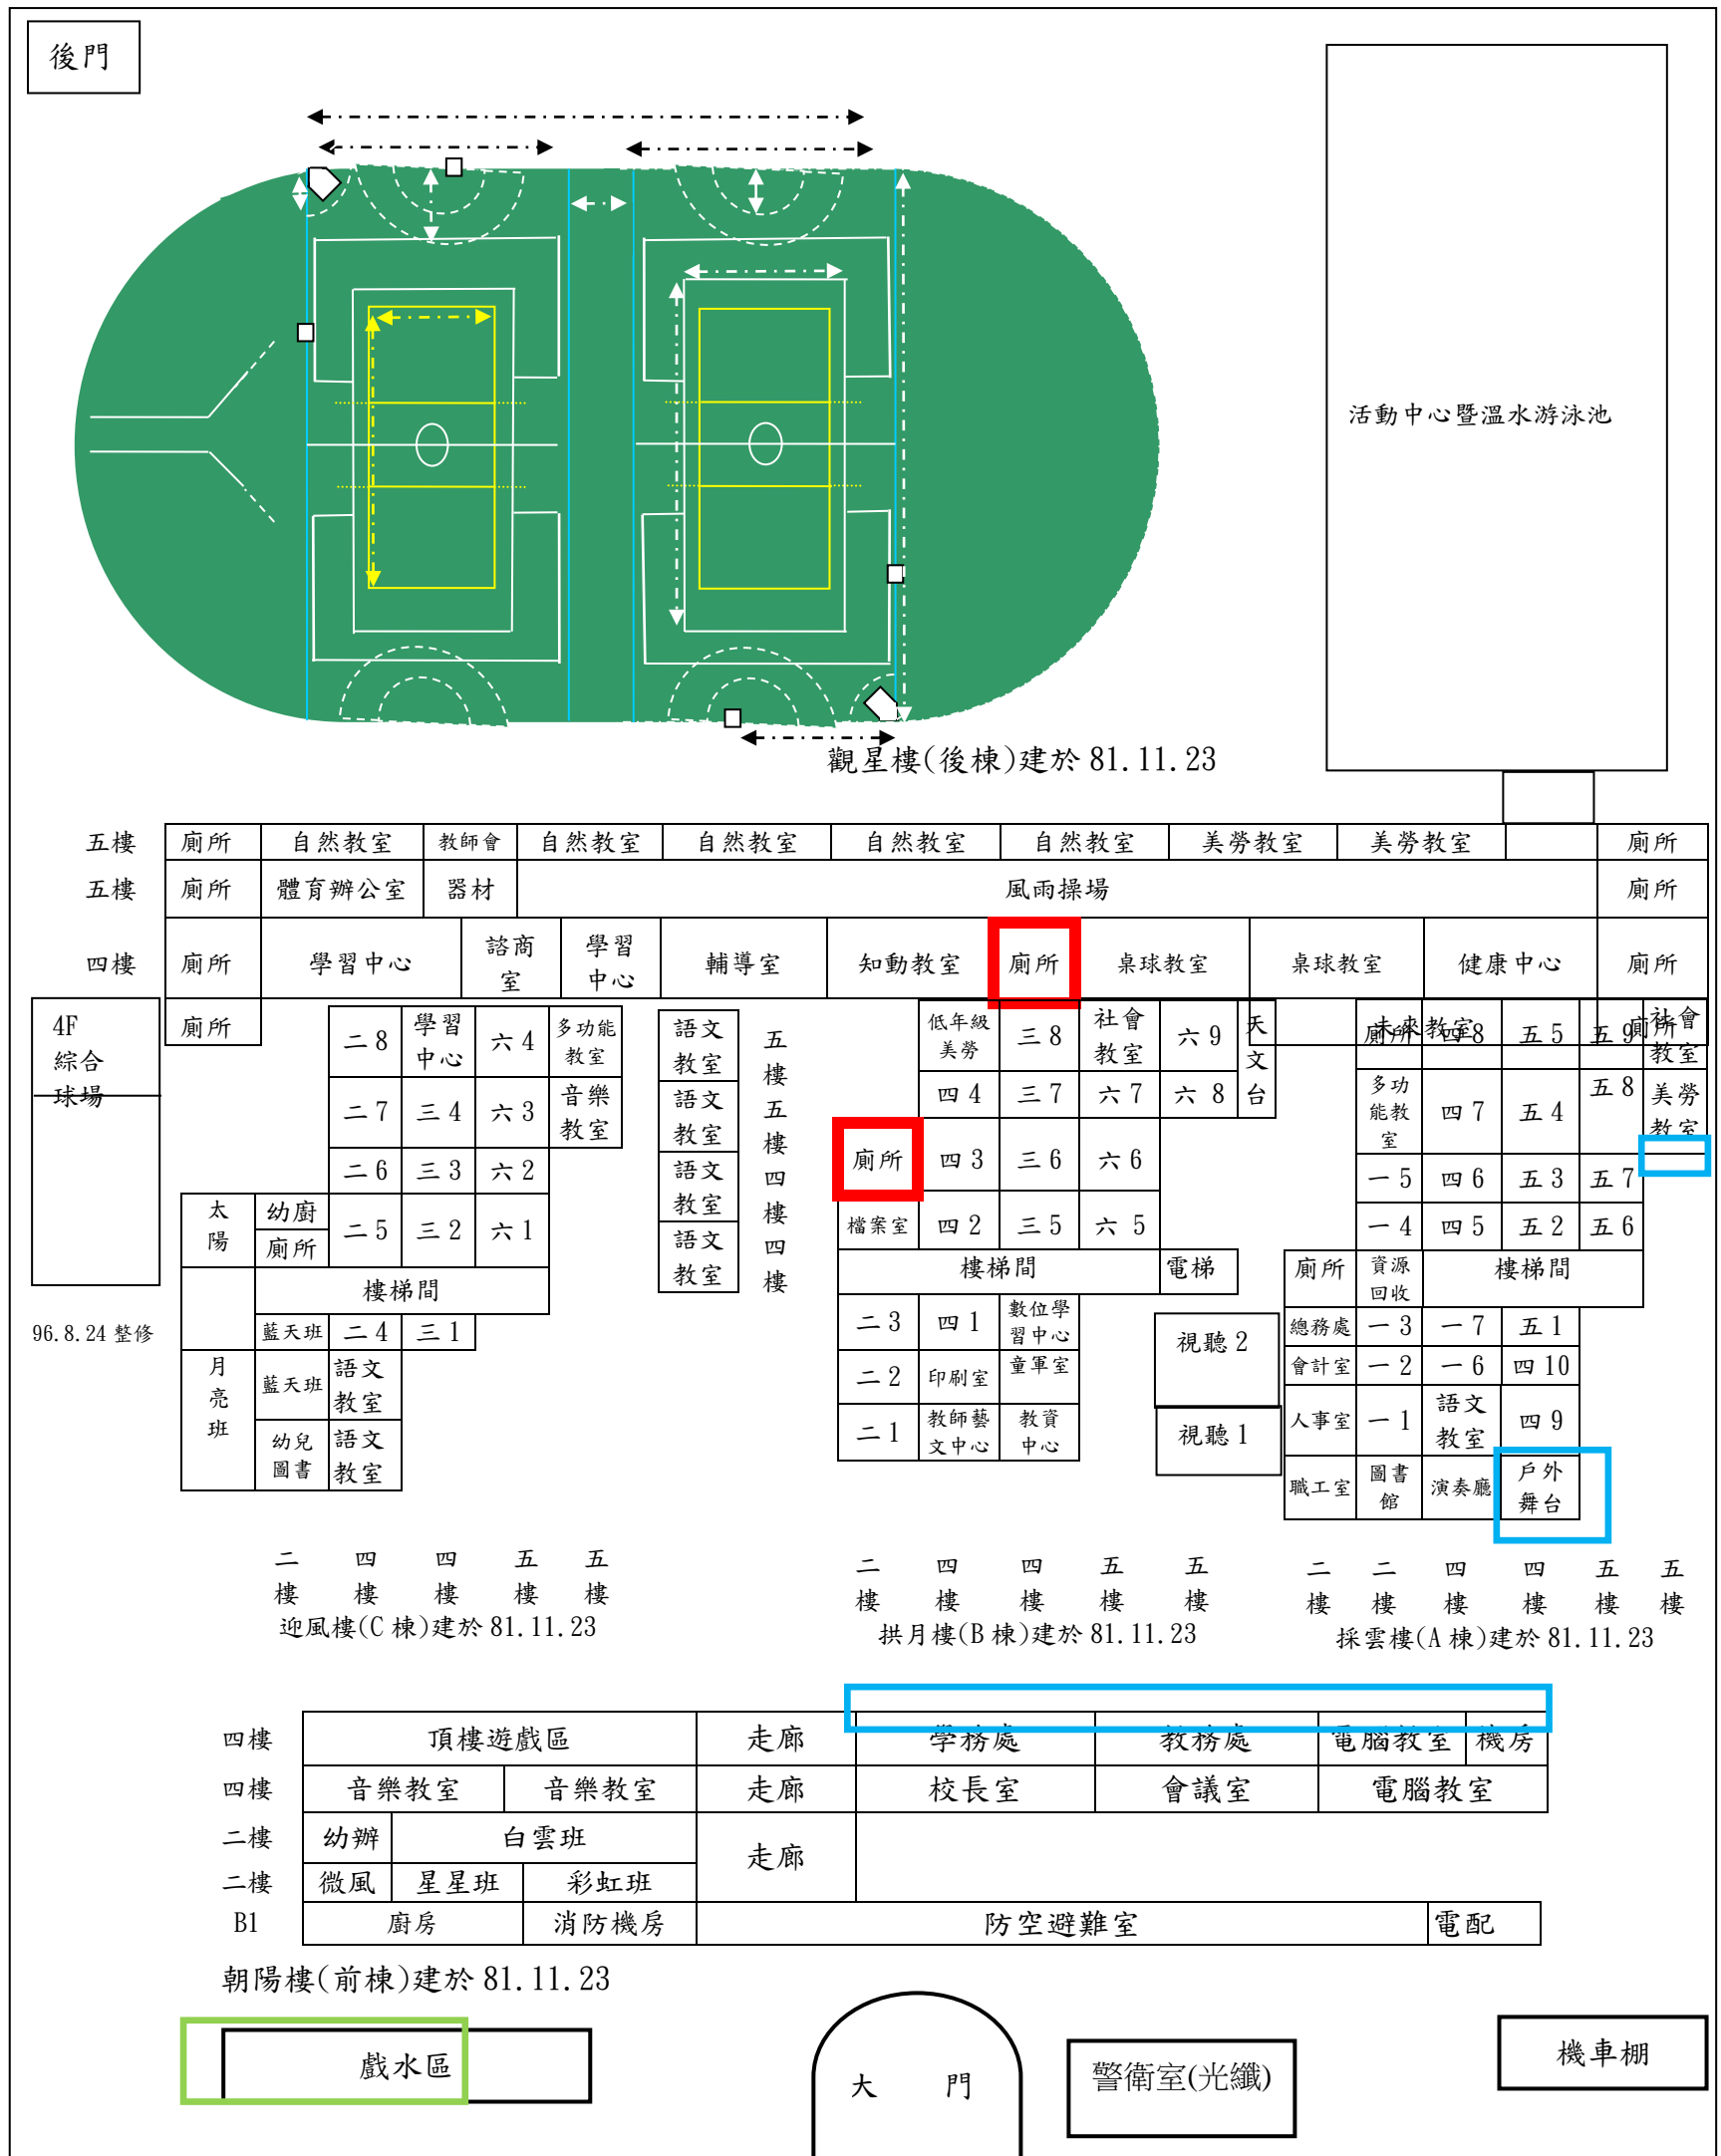 後門
活動中心暨溫水游泳池
觀星樓(後棟)建於 81.11.23
五樓 廁所 自然教室 教師會 自然教室 自然教室 自然教室 自然教室 美勞教室 美勞教室 廁所
五樓 廁所 體育辦公室 器材 風雨操場 廁所
四樓 廁所 學習中心 諮商室 學習中心 輔導室 知動教室 廁所 桌球教室 桌球教室 健康中心 廁所
廁所 未來教室 廁所
4F
綜合
球場
96.8.24 整修
二 8 學習中心 六 4 多功能教室
二 7 三 4 六 3 音樂教室
二 6 三 3 六 2
太陽 幼廚 二 5 三 2 六 1
廁所
樓梯間
藍天班 二 4 三 1
月亮班 藍天班 語文教室
幼兒圖書 語文教室
二樓 四樓 四樓 五樓 五樓
迎風樓(C 棟)建於 81.11.23
語文教室 五樓
語文教室 五樓
語文教室 四樓
語文教室 四樓
低年級美勞 三 8 社會教室 六 9 天文台
四 4 三 7 六 7 六 8
廁所 四 3 三 6 六 6
檔案室 四 2 三 5 六 5
樓梯間 電梯
二 3 四 1 數位學習中心
二 2 印刷室 童軍室
二 1 教師藝文中心 教資中心
視聽 2
視聽 1
二樓 四樓 四樓 五樓 五樓
拱月樓(B 棟)建於 81.11.23
廁所 四 8 五 5 五 9 社會教室
多功能教室 四 7 五 4 五 8 美勞教室
一 5 四 6 五 3 五 7
一 4 四 5 五 2 五 6
廁所 資源回收 樓梯間
總務處 一 3 一 7 五 1
會計室 一 2 一 6 四 10
人事室 一 1 語文教室 四 9
職工室 圖書館 演奏廳 戶外舞台
二樓 二樓 四樓 四樓 五樓 五樓
採雲樓(A 棟)建於 81.11.23
四樓 頂樓遊戲區 走廊 學務處 教務處 電腦教室 機房
四樓 音樂教室 音樂教室 走廊 校長室 會議室 電腦教室
二樓 幼辦 白雲班 走廊
二樓 微風 星星班 彩虹班
B1 廚房 消防機房 防空避難室 電配
朝陽樓(前棟)建於 81.11.23
戲水區
大 門
警衛室(光纖)
機車棚